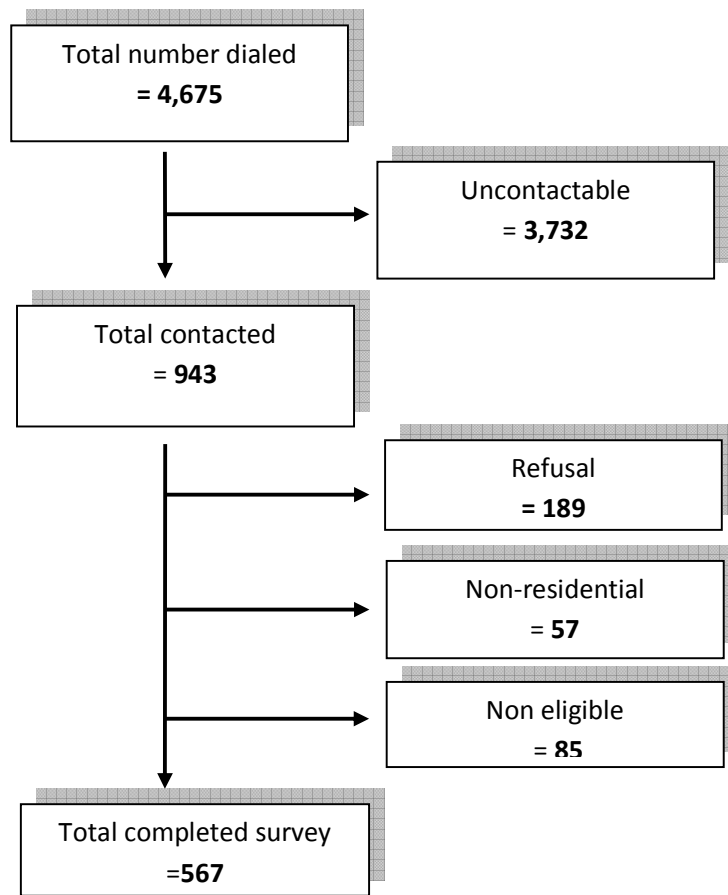 Total number dialed
= 4,675
Uncontactable
= 3,732
Total contacted
= 943
Refusal
= 189
Non-residential
= 57
Non eligible
= 85
Total completed survey
=567